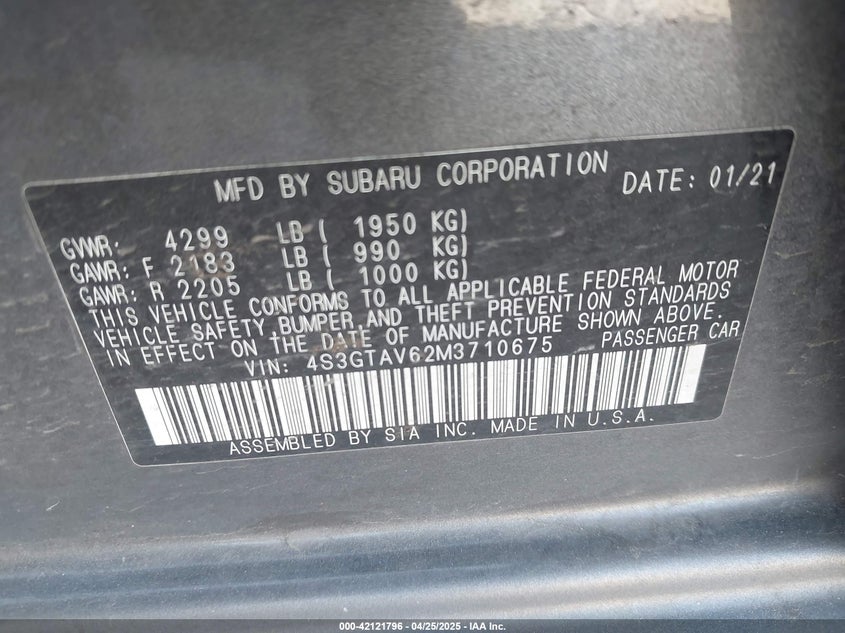 MFD BY SUBARU CORPORATION DATE: 01/21
GVWR: 4299 LB ( 1950 KG)
GAWR: F 2183 LB ( 990 KG)
GAWR: R 2205 LB ( 1000 KG)
THIS VEHICLE CONFORMS TO ALL APPLICABLE FEDERAL MOTOR
VEHICLE SAFETY, BUMPER, AND THEFT PREVENTION STANDARDS
IN EFFECT ON THE DATE OF MANUFACTURE SHOWN ABOVE.
VIN: 4S3GTAV62M3710675 PASSENGER CAR
ASSEMBLED BY SIA INC. MADE IN U.S.A.
000-42121796 - 04/25/2025 - IAA Inc.